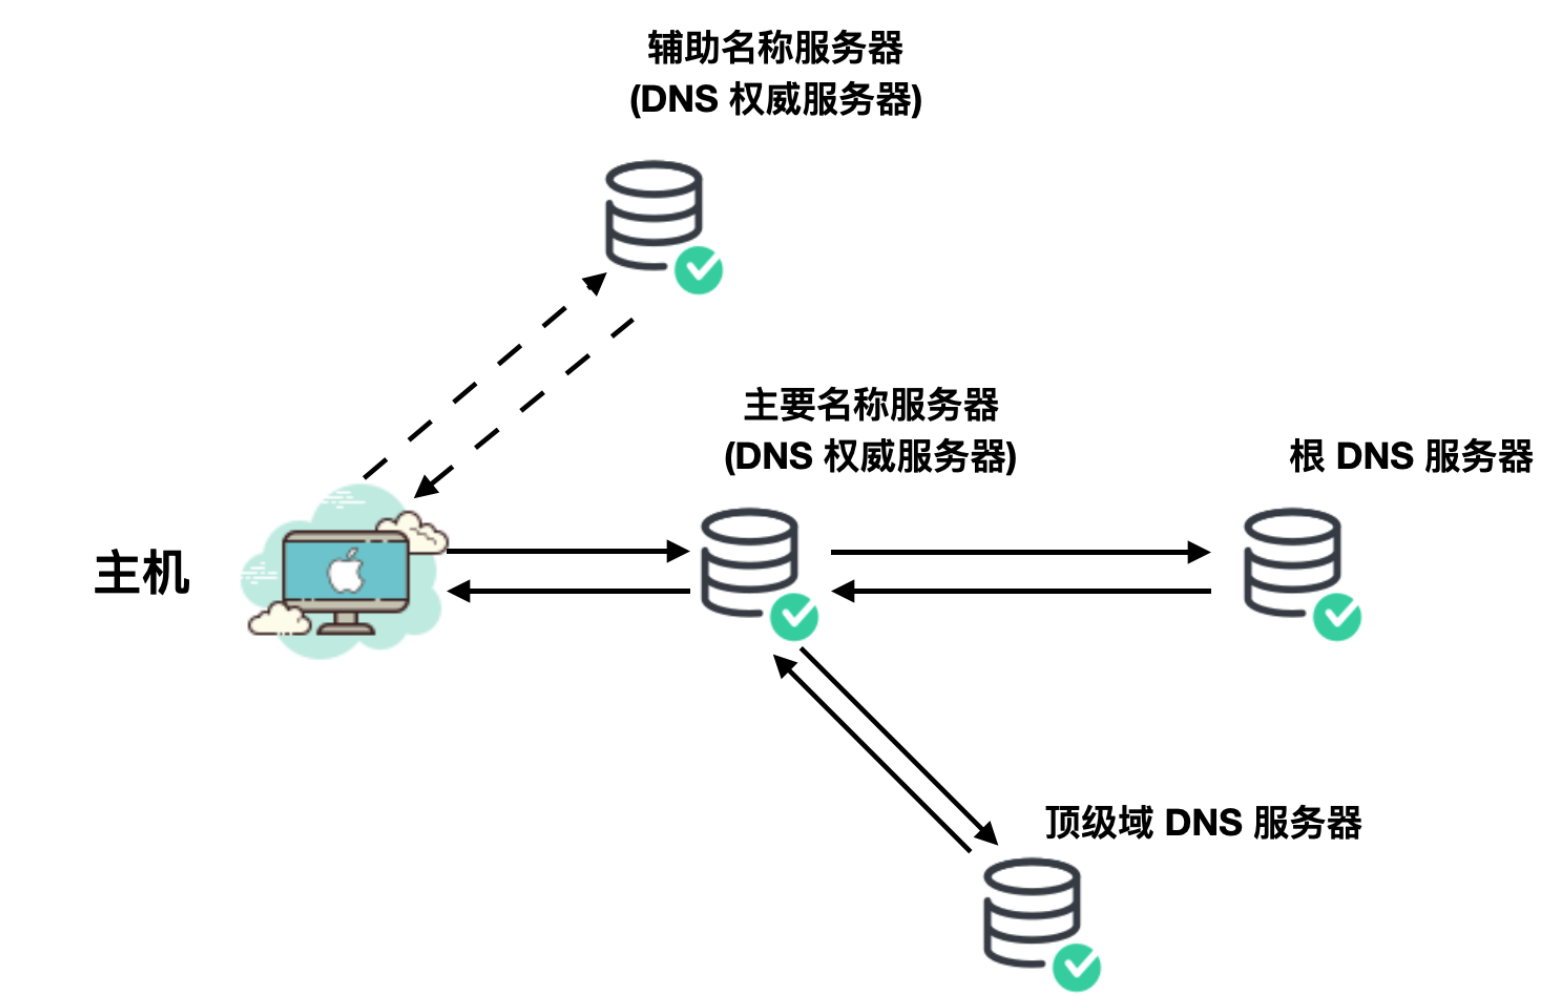 辅助名称服务器
(DNS 权威服务器)
主要名称服务器
(DNS 权威服务器)
根 DNS 服务器
主机
顶级域 DNS 服务器